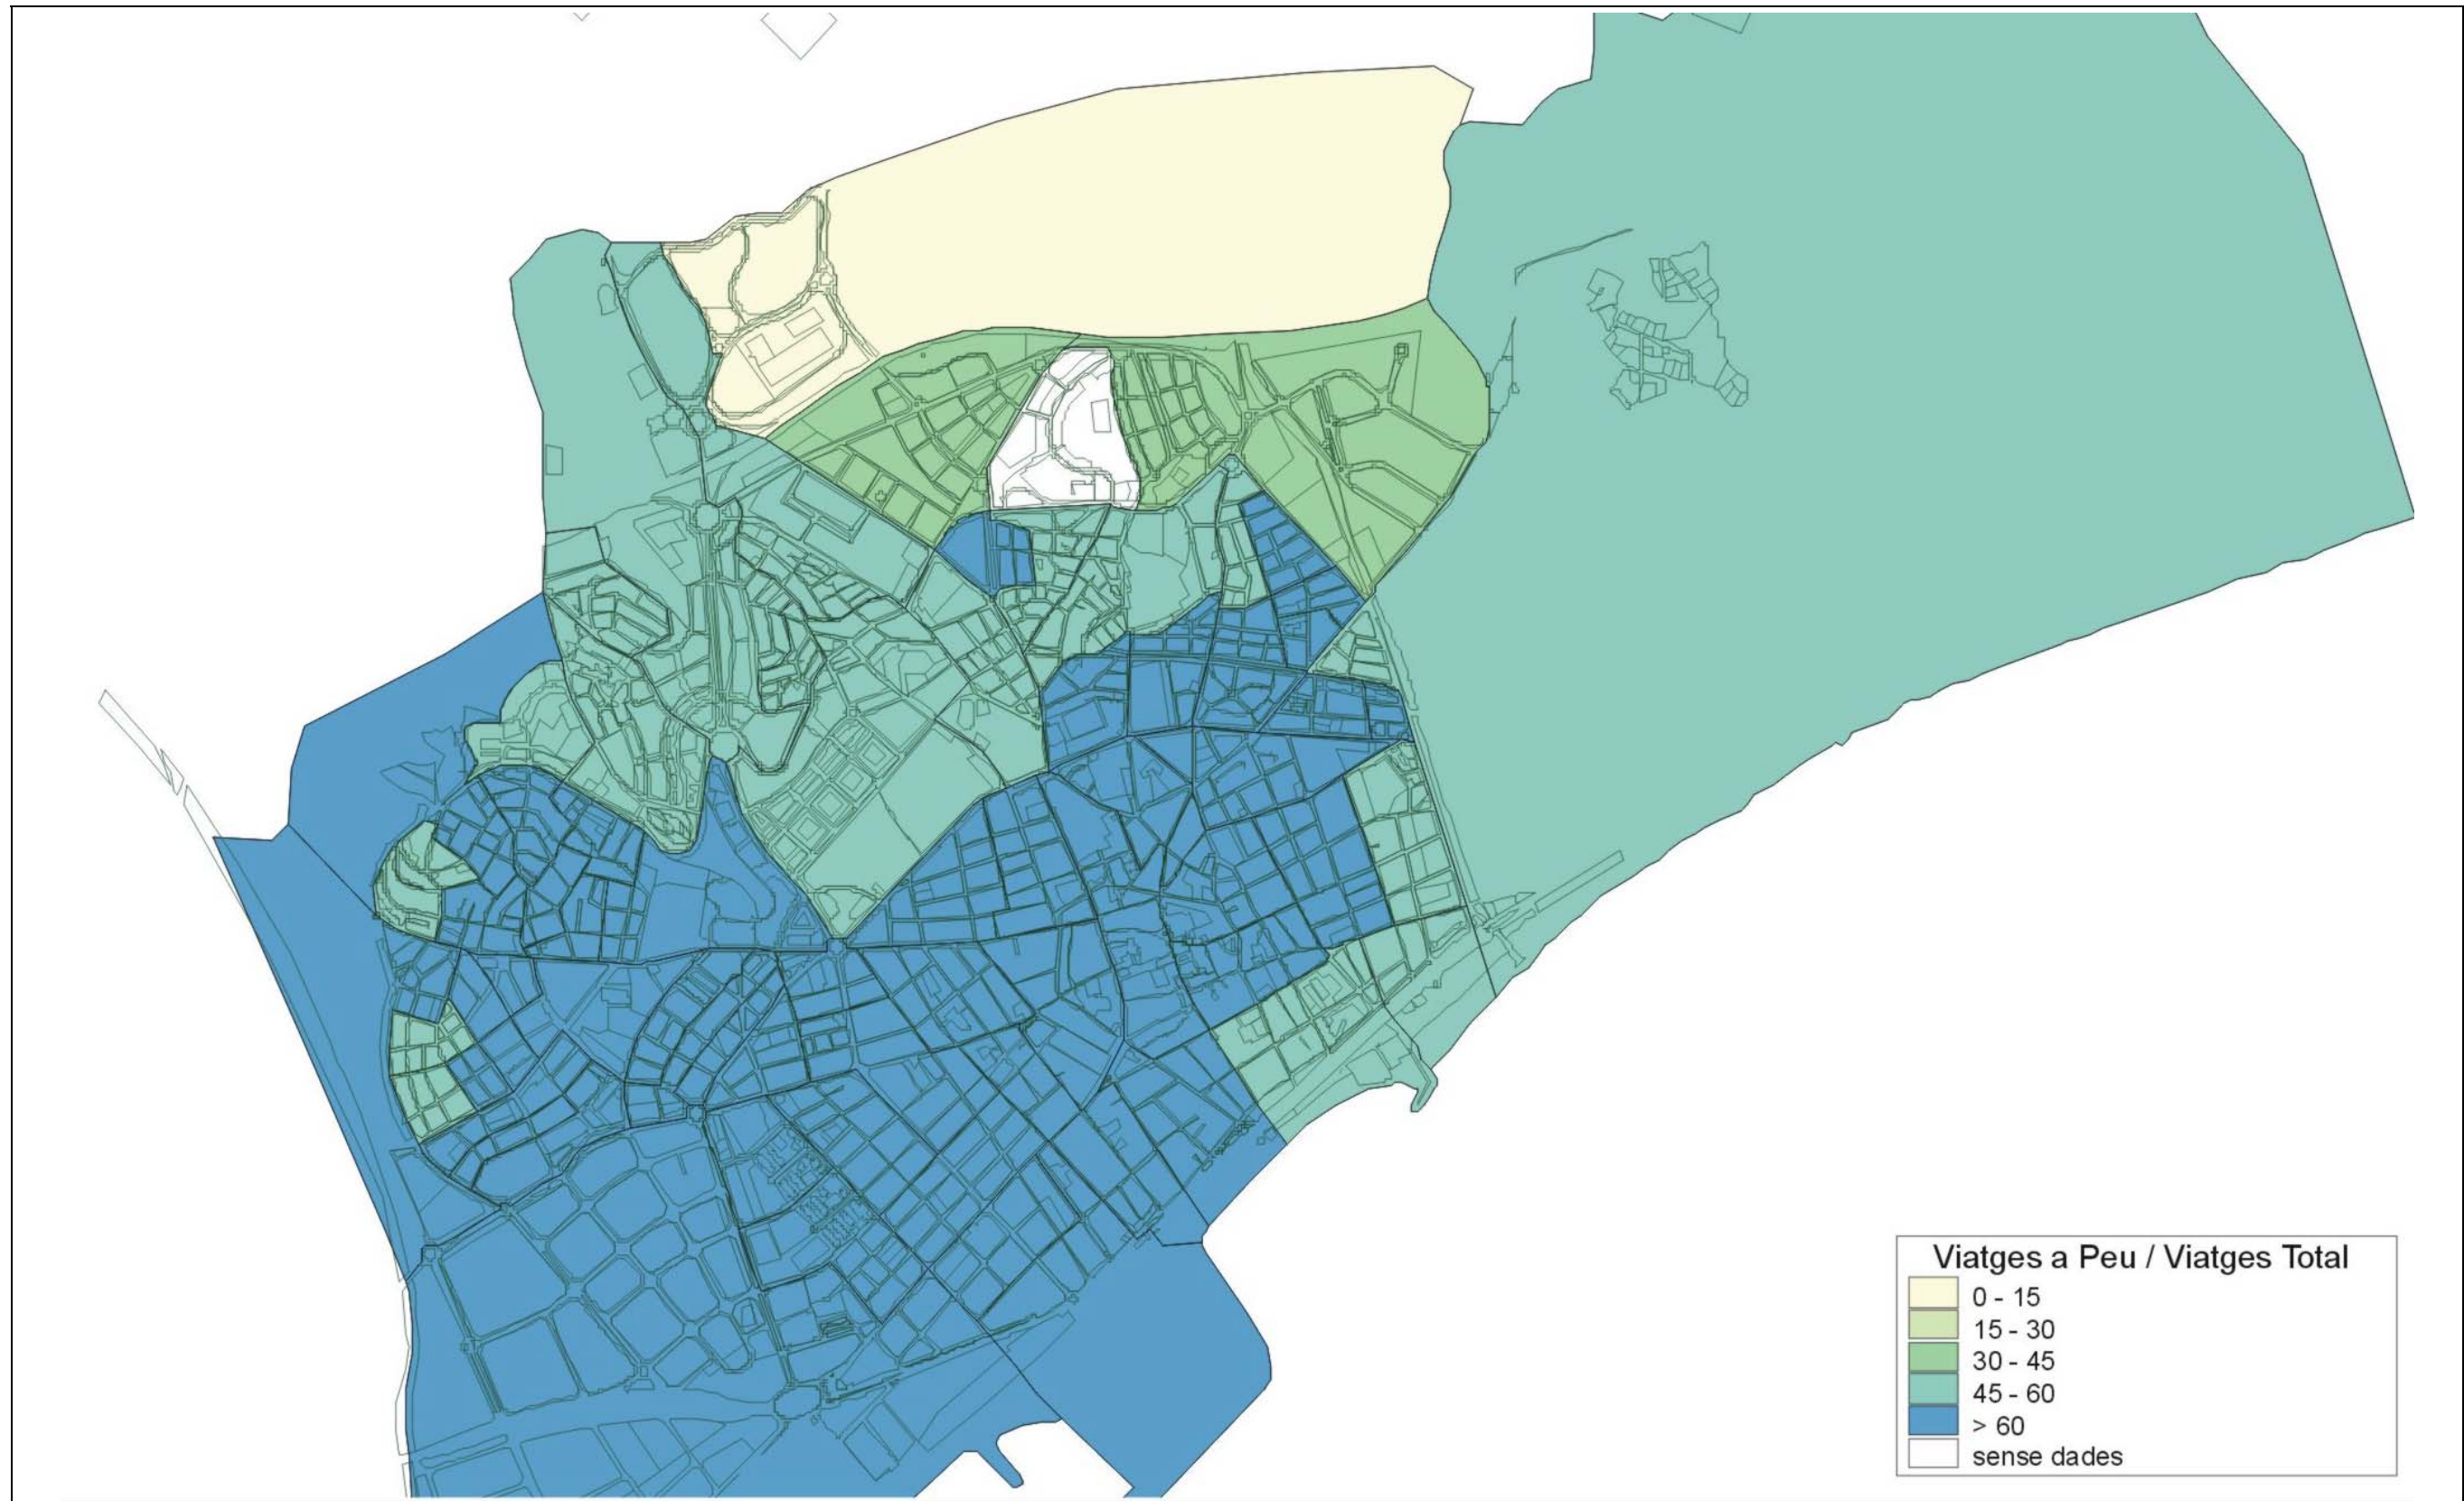 Viatges a Peu / Viatges Total
0 - 15
15 - 30
30 - 45
45 - 60
> 60
sense dades